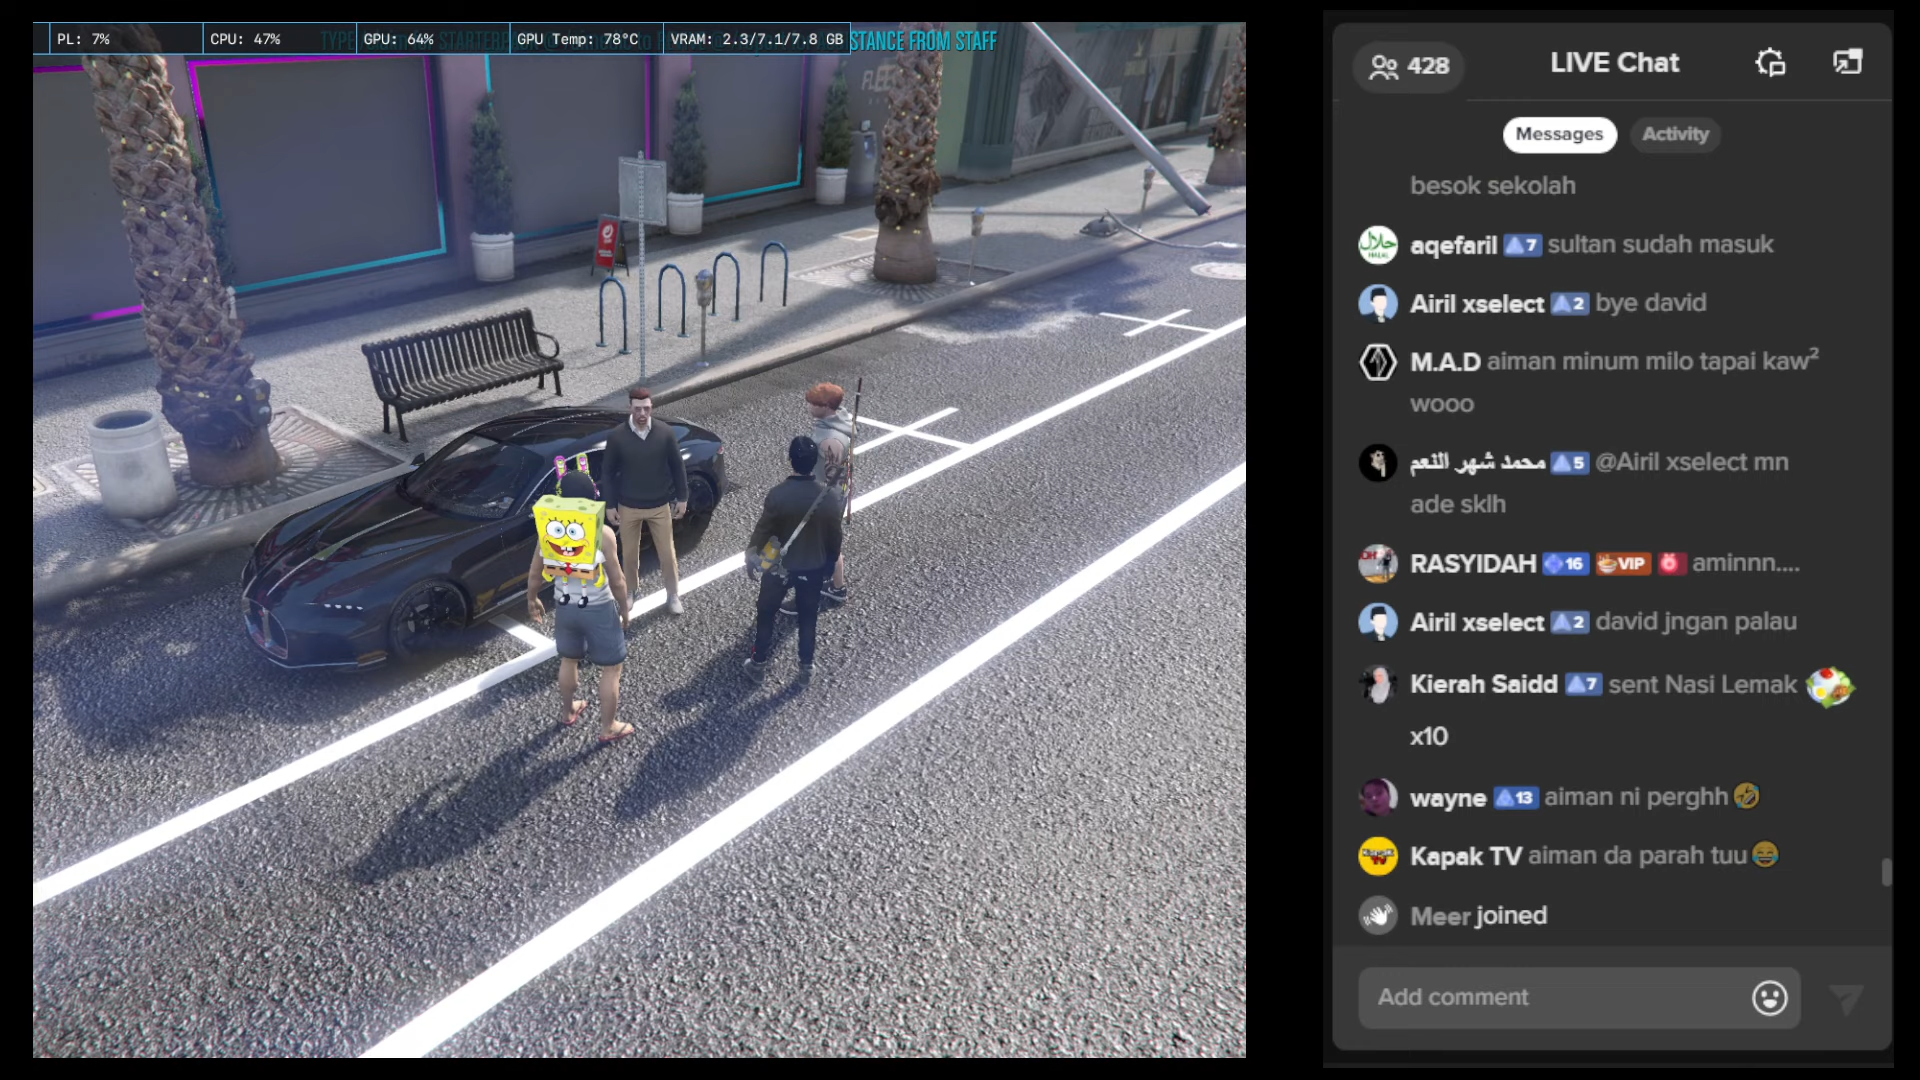 PL: 7%
CPU: 47%
GPU: 64%
GPU Temp: 78°C
VRAM: 2.3/7.1/7.8 GB
STANCE FROM STAFF
428
LIVE Chat
Messages
Activity
besok sekolah
aqefaril 7 sultan sudah masuk
Airil xselect 2 bye david
M.A.D aiman minum milo tapai kaw²
wooo
محمد شهر النعم 5 @Airil xselect mn
ade sklh
RASYIDAH 16 VIP aminnn....
Airil xselect 2 david jngan palau
Kierah Saidd 7 sent Nasi Lemak
x10
wayne 13 aiman ni perghh🤣
Kapak TV aiman da parah tuu😂
Meer joined
Add comment